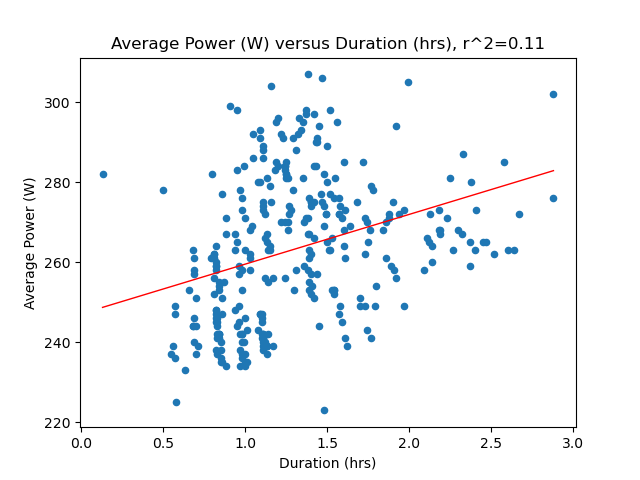 Average Power (W) versus Duration (hrs), r^2=0.11
300
280
260
240
220
Average Power (W)
0.0 0.5 1.0 1.5 2.0 2.5 3.0
Duration (hrs)